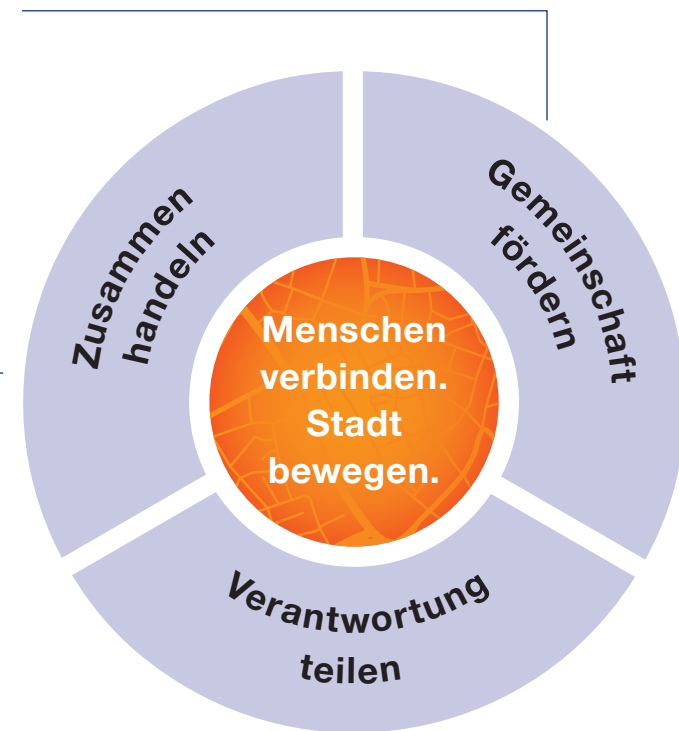 Zusammen
handeln
Gemeinschaft
fördern
Menschen
verbinden.
Stadt
bewegen.
Verantwortung
teilen